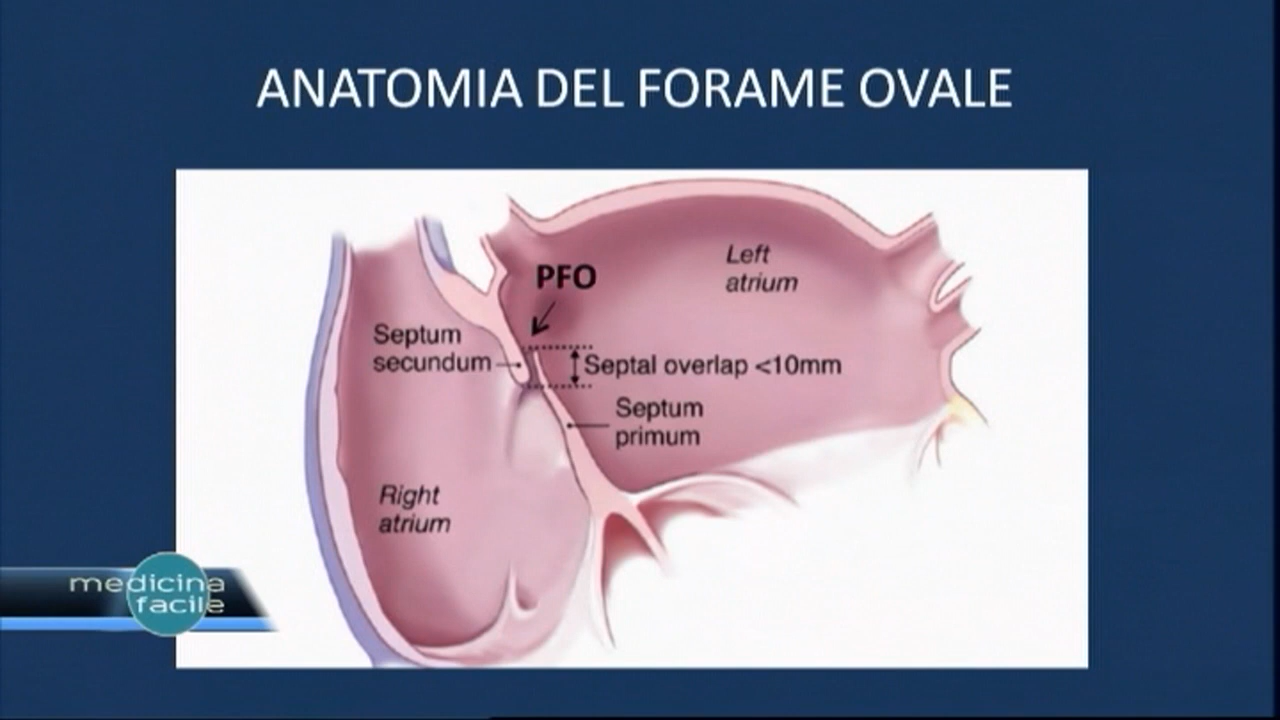 ANATOMIA DEL FORAME OVALE
Left
atrium
PFO
Septum
secundum
Septal overlap <10mm
Septum
primum
Right
atrium
medicina
facile